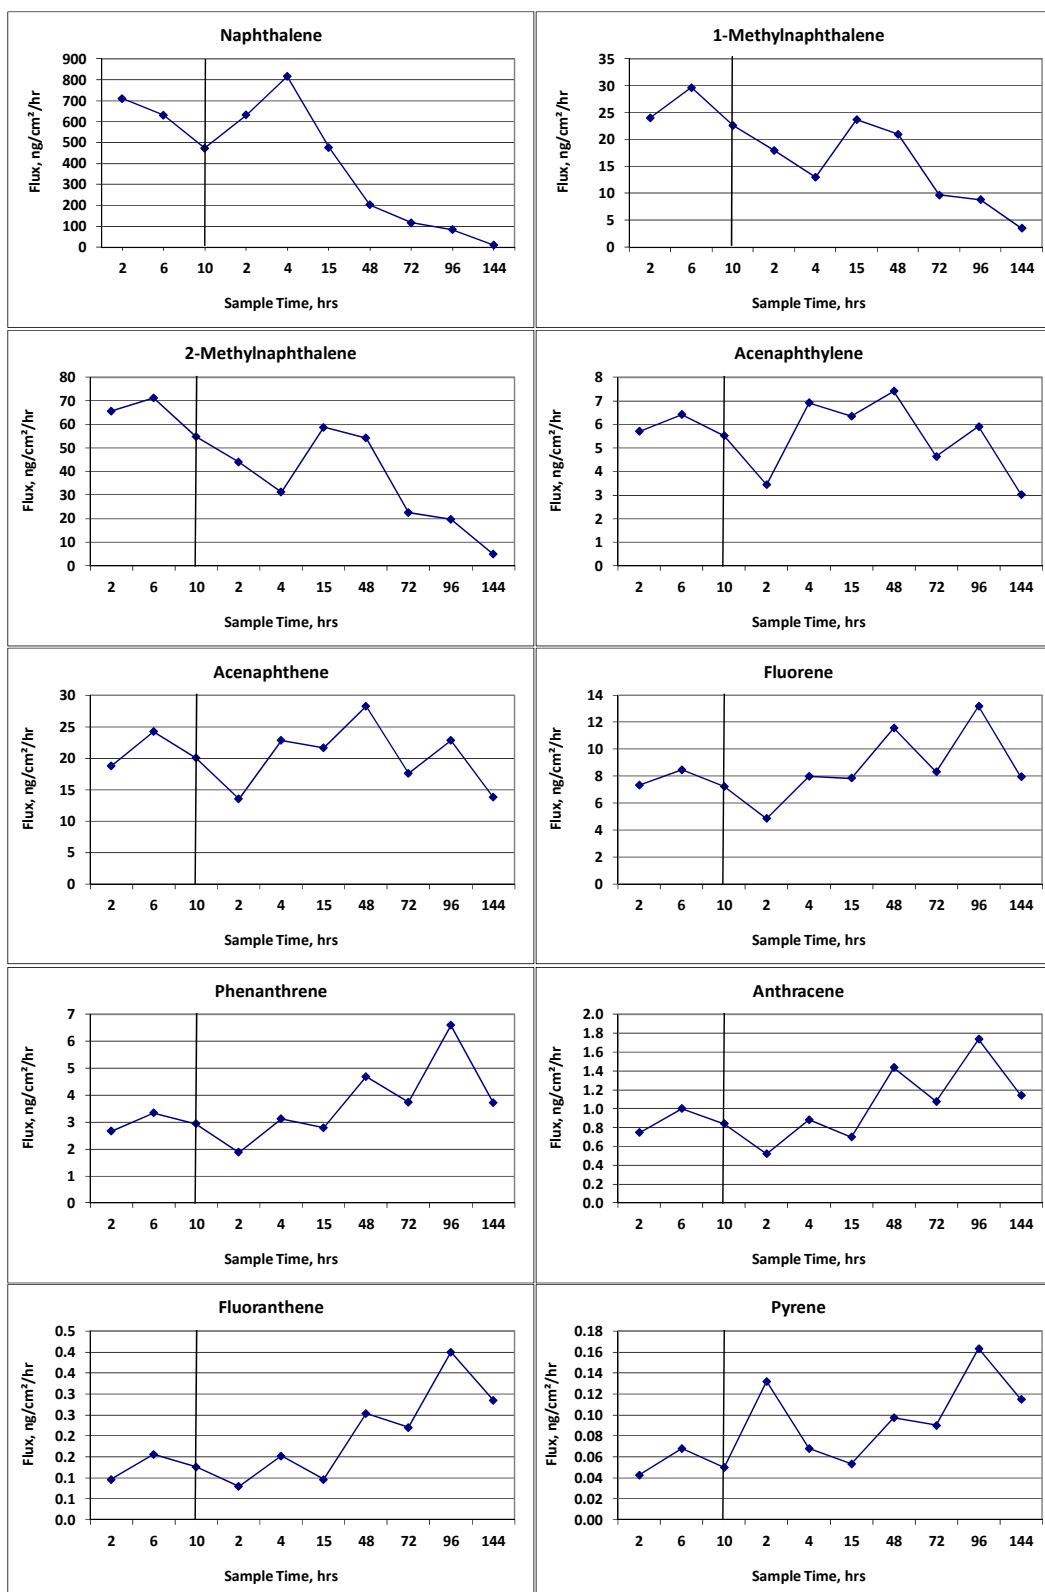 Naphthalene
Flux, ng/cm²/hr
900
800
700
600
500
400
300
200
100
0
2 6 10 2 4 15 48 72 96 144
Sample Time, hrs
1-Methylnaphthalene
Flux, ng/cm²/hr
35
30
25
20
15
10
5
0
2 6 10 2 4 15 48 72 96 144
Sample Time, hrs
2-Methylnaphthalene
Flux, ng/cm²/hr
80
70
60
50
40
30
20
10
0
2 6 10 2 4 15 48 72 96 144
Sample Time, hrs
Acenaphthylene
Flux, ng/cm²/hr
8
7
6
5
4
3
2
1
0
2 6 10 2 4 15 48 72 96 144
Sample Time, hrs
Acenaphthene
Flux, ng/cm²/hr
30
25
20
15
10
5
0
2 6 10 2 4 15 48 72 96 144
Sample Time, hrs
Fluorene
Flux, ng/cm²/hr
14
12
10
8
6
4
2
0
2 6 10 2 4 15 48 72 96 144
Sample Time, hrs
Phenanthrene
Flux, ng/cm²/hr
7
6
5
4
3
2
1
0
2 6 10 2 4 15 48 72 96 144
Sample Time, hrs
Anthracene
Flux, ng/cm²/hr
2.0
1.8
1.6
1.4
1.2
1.0
0.8
0.6
0.4
0.2
0.0
2 6 10 2 4 15 48 72 96 144
Sample Time, hrs
Fluoranthene
Flux, ng/cm²/hr
0.5
0.4
0.4
0.3
0.3
0.2
0.2
0.1
0.1
0.0
2 6 10 2 4 15 48 72 96 144
Sample Time, hrs
Pyrene
Flux, ng/cm²/hr
0.18
0.16
0.14
0.12
0.10
0.08
0.06
0.04
0.02
0.00
2 6 10 2 4 15 48 72 96 144
Sample Time, hrs